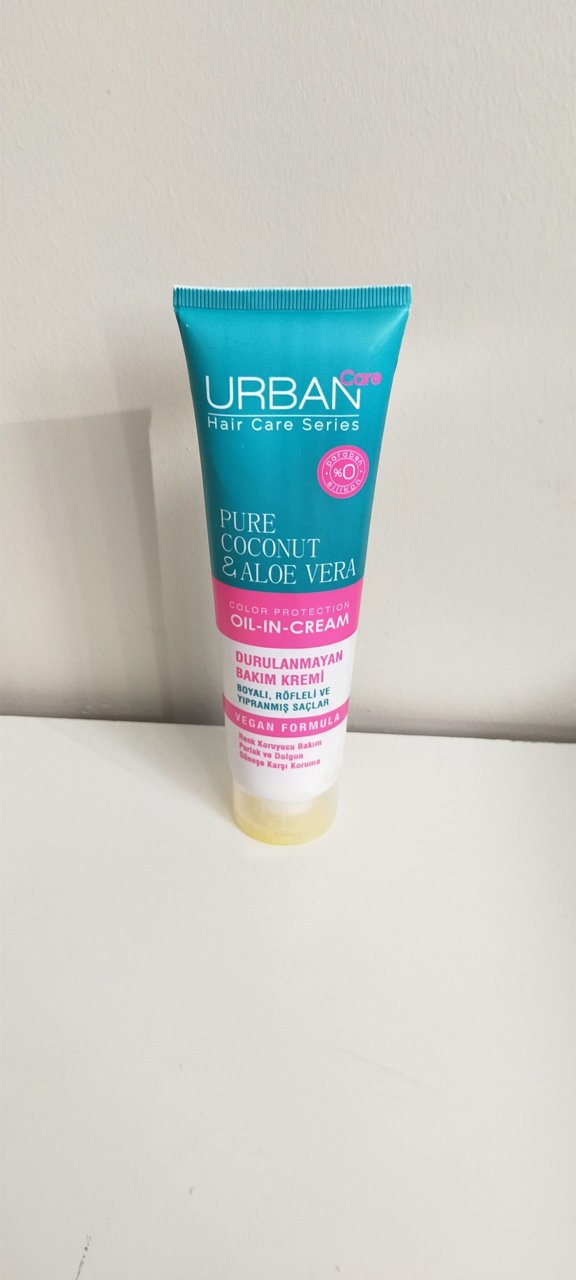 URBAN Care
Hair Care Series
paraben
%0
silikon
PURE
COCONUT
& ALOE VERA
COLOR PROTECTION
OIL-IN-CREAM
DURULANMAYAN
BAKIM KREMİ
BOYALI, RÖFLELİ VE
YIPRANMIŞ SAÇLAR
VEGAN FORMULA
Renk Koruyucu Bakım
Parlak ve Dolgun
Güneşe Karşı Koruma